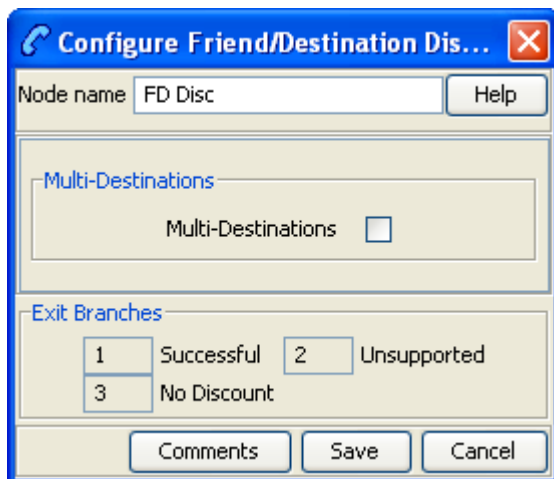 Configure Friend/Destination Dis...
Node name FD Disc Help
Multi-Destinations
Multi-Destinations
Exit Branches
1 Successful 2 Unsupported
3 No Discount
Comments Save Cancel